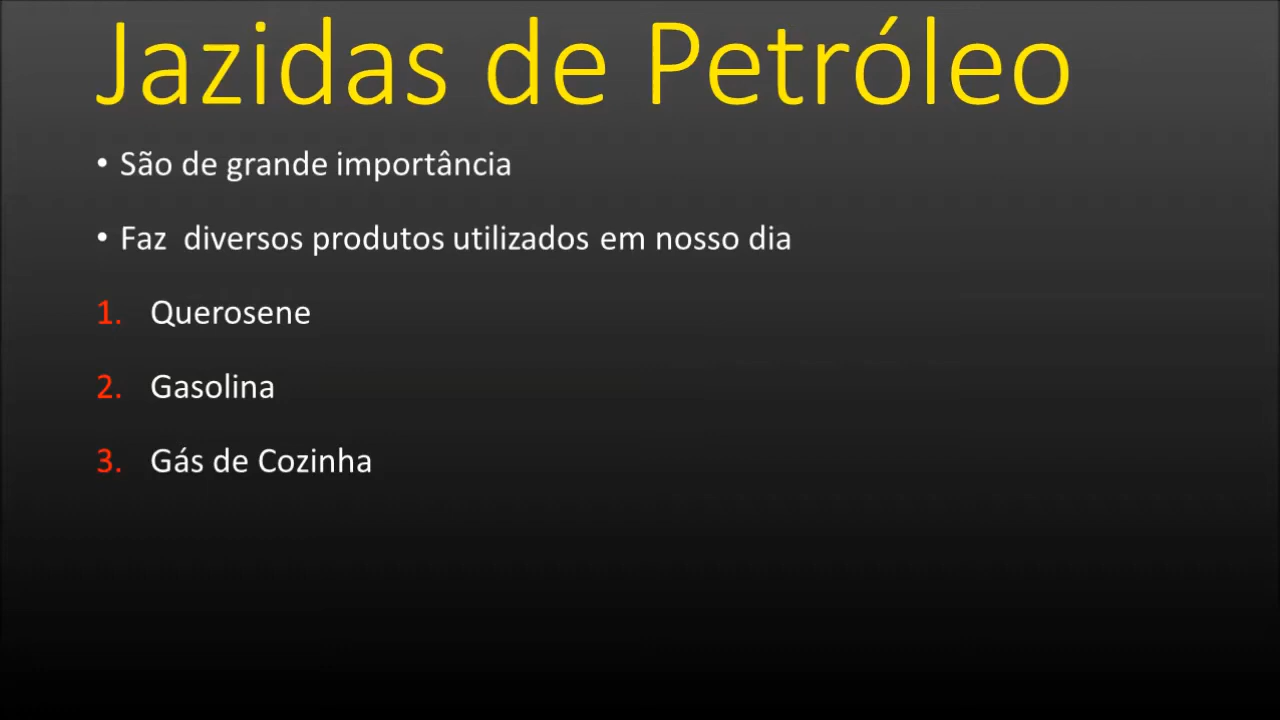 Jazidas de Petróleo
• São de grande importância
• Faz  diversos produtos utilizados em nosso dia
1. Querosene
2. Gasolina
3. Gás de Cozinha